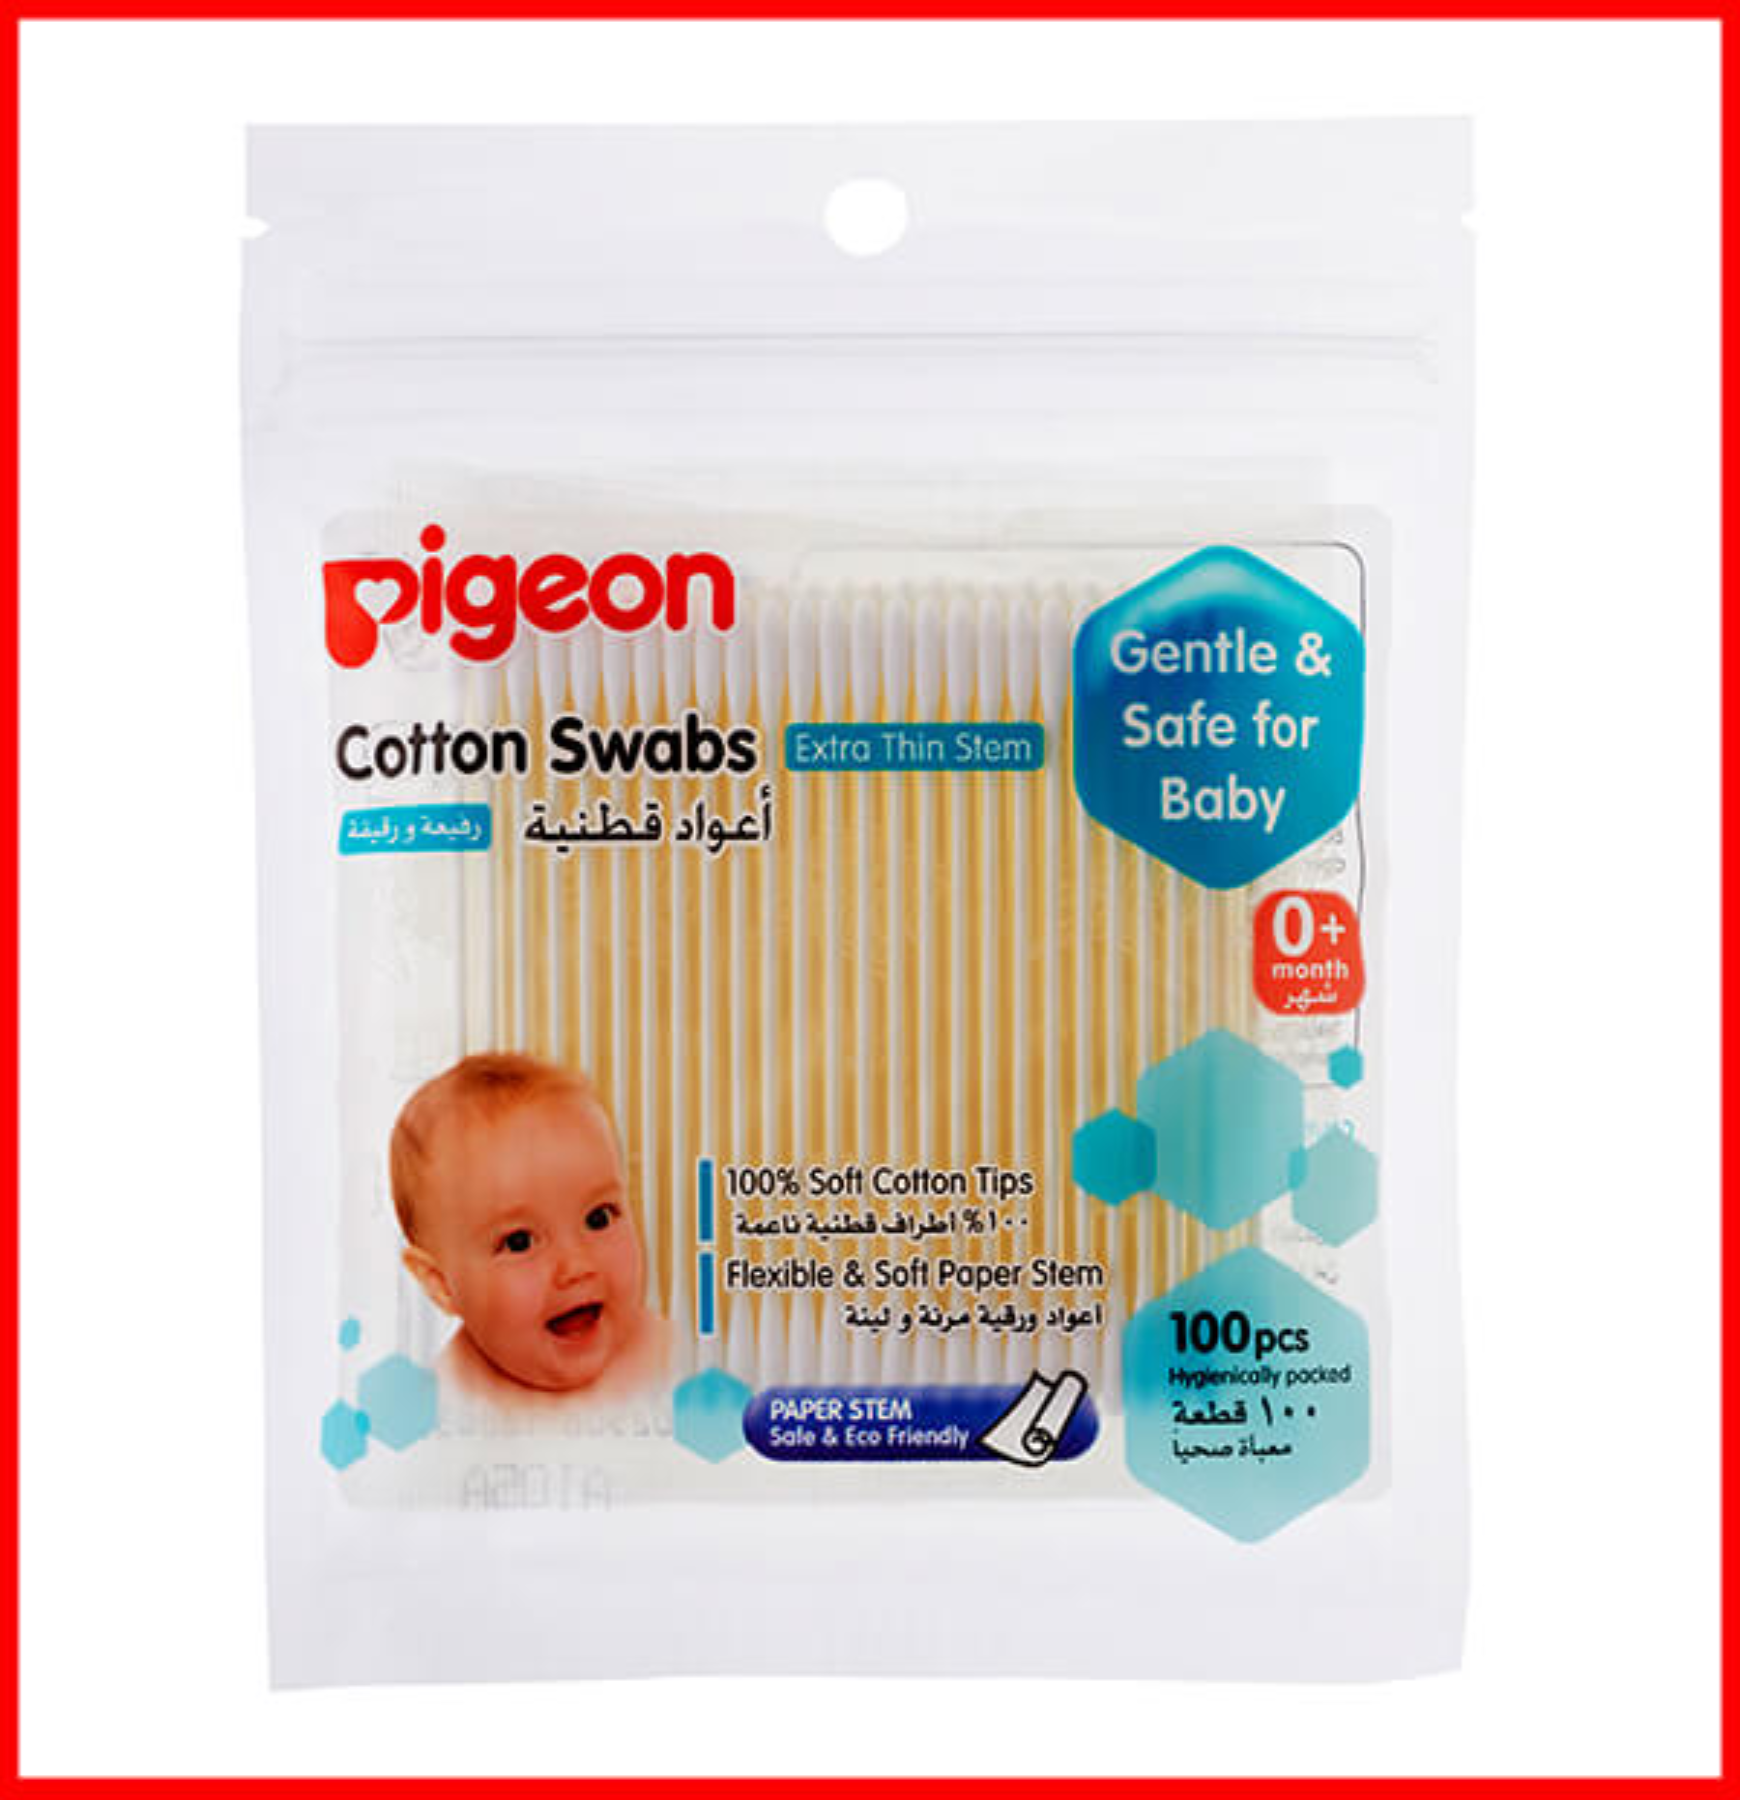 pigeon
Cotton Swabs
Extra Thin Stem
أعواد قطنية
رفيعة ورقيقة
Gentle &
Safe for
Baby
0+
month
شهر
100% Soft Cotton Tips
١٠٠% أطراف قطنية ناعمة
Flexible & Soft Paper Stem
أعواد ورقية مرنة و لينة
PAPER STEM
Safe & Eco Friendly
100pcs
Hygienically packed
١٠٠ قطعة
معبأة صحياً